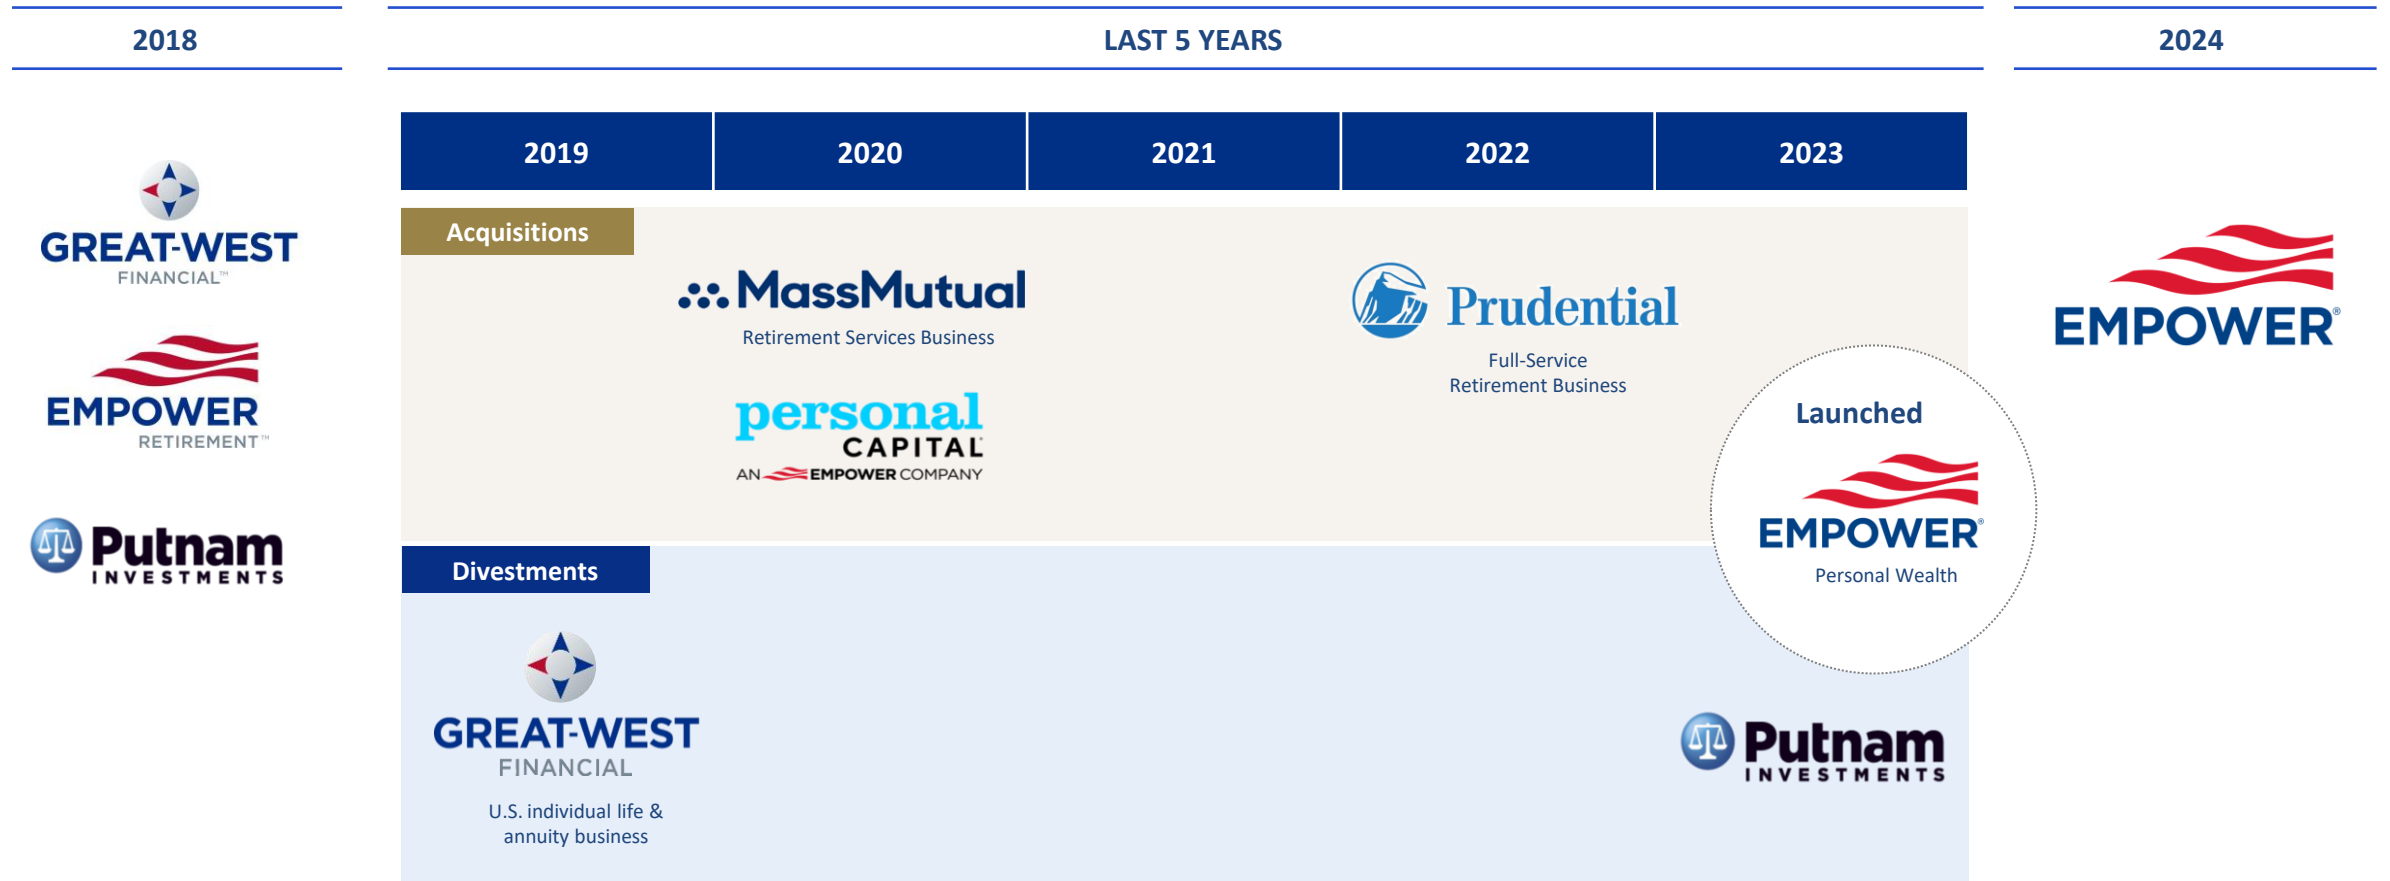 2018
LAST 5 YEARS
2024
GREAT-WEST
FINANCIAL™
EMPOWER
RETIREMENT™
Putnam
INVESTMENTS
2019
2020
2021
2022
2023
Acquisitions
MassMutual
Retirement Services Business
personal
CAPITAL
AN EMPOWER COMPANY
Prudential
Full-Service
Retirement Business
Launched
EMPOWER®
Personal Wealth
Divestments
GREAT-WEST
FINANCIAL
U.S. individual life &
annuity business
Putnam
INVESTMENTS
EMPOWER®